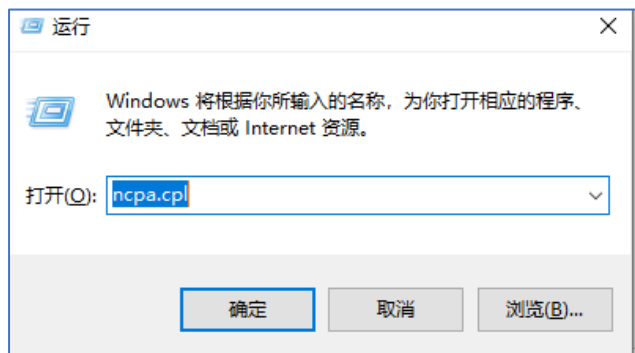 运行
Windows 将根据你所输入的名称，为你打开相应的程序、
文件夹、文档或 Internet 资源。
打开(O): ncpa.cpl
确定 取消 浏览(B)...